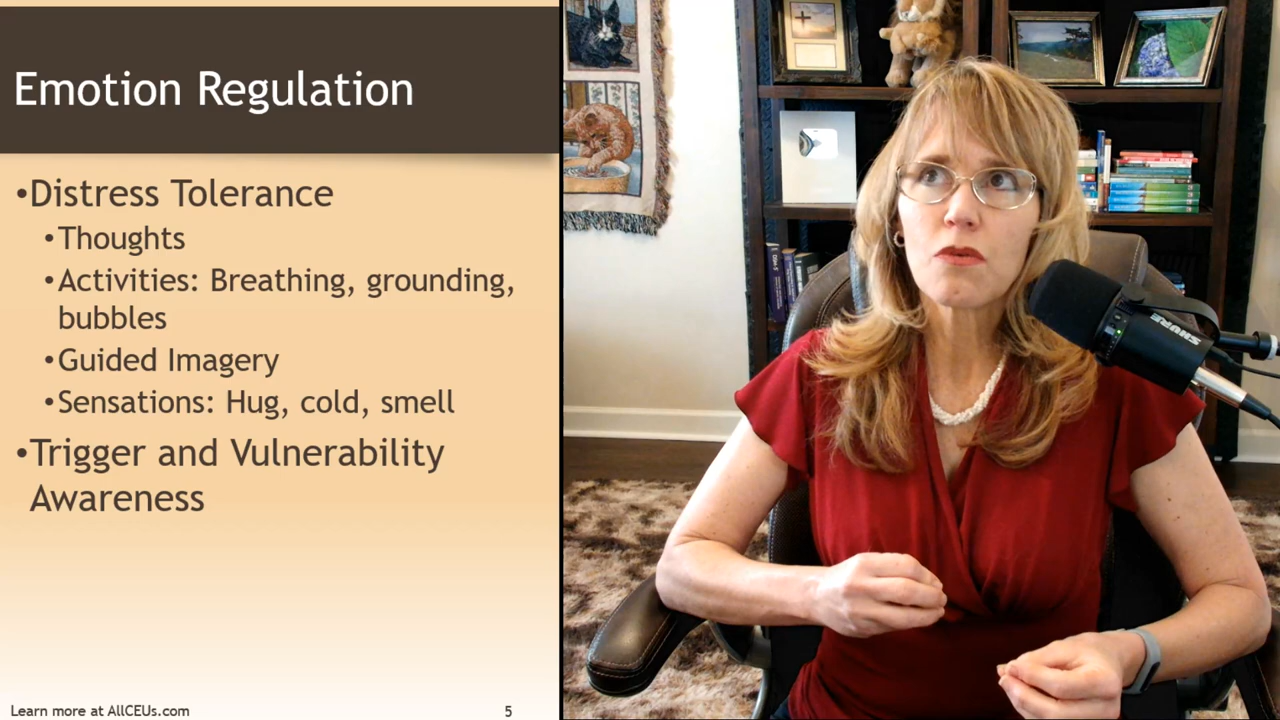 Emotion Regulation
•Distress Tolerance
•Thoughts
•Activities: Breathing, grounding,
bubbles
•Guided Imagery
•Sensations: Hug, cold, smell
•Trigger and Vulnerability
Awareness
Learn more at AllCEUs.com
5
SHURE